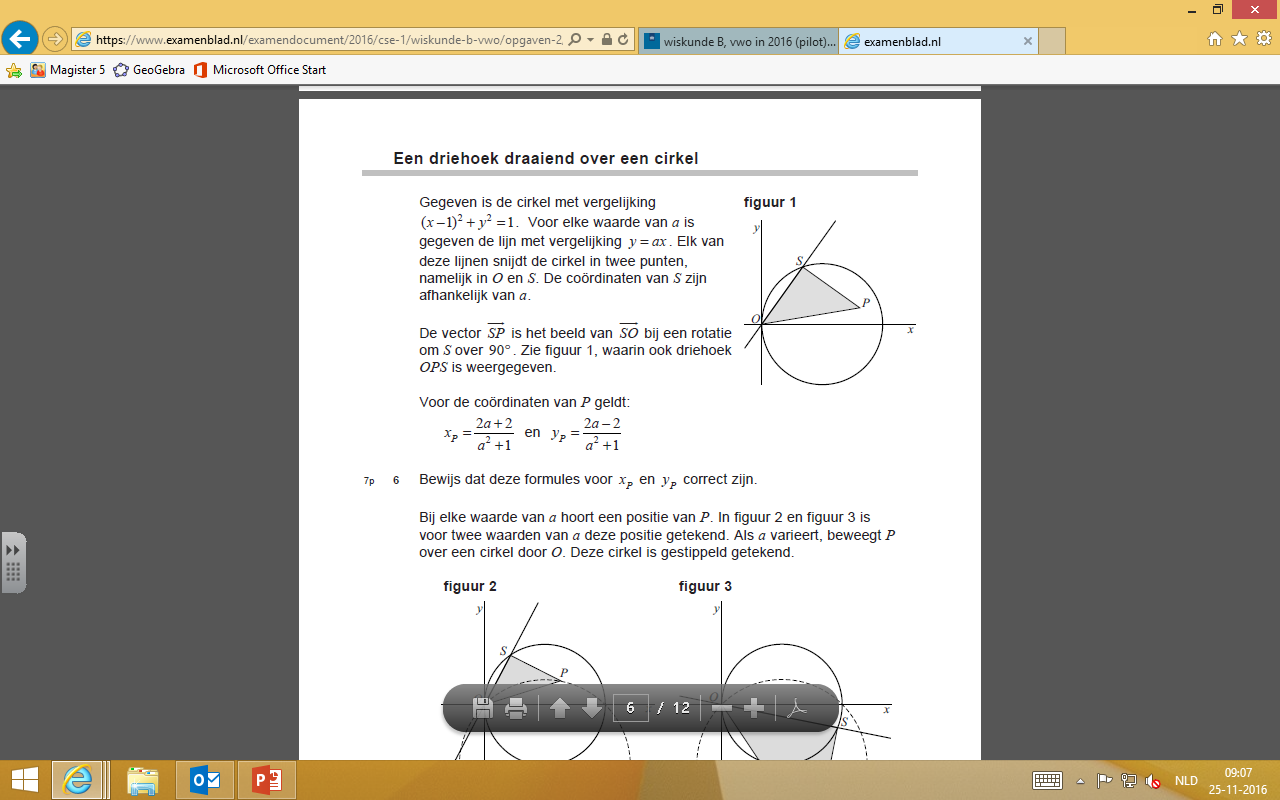 https://www.examenblad.nl/examendocument/2016/cse-1/wiskunde-b-vwo/opgaven-2
wiskunde B, vwo in 2016 (pilot)...
examenblad.nl
Magister 5
GeoGebra
Microsoft Office Start
Een driehoek draaiend over een cirkel
Gegeven is de cirkel met vergelijking
(x−1)² + y² = 1. Voor elke waarde van a is
gegeven de lijn met vergelijking y = ax. Elk van
deze lijnen snijdt de cirkel in twee punten,
namelijk in O en S. De coördinaten van S zijn
afhankelijk van a.
De vector SP is het beeld van SO bij een rotatie
om S over 90°. Zie figuur 1, waarin ook driehoek
OPS is weergegeven.
figuur 1
y
S
P
O
x
Voor de coördinaten van P geldt:
x_P = (2a+2)/(a²+1) en y_P = (2a−2)/(a²+1)
7p 6 Bewijs dat deze formules voor x_P en y_P correct zijn.
Bij elke waarde van a hoort een positie van P. In figuur 2 en figuur 3 is
voor twee waarden van a deze positie getekend. Als a varieert, beweegt P
over een cirkel door O. Deze cirkel is gestippeld getekend.
figuur 2
y
S
P
figuur 3
y
O
x
S
6 / 12
NLD
09:07
25-11-2016